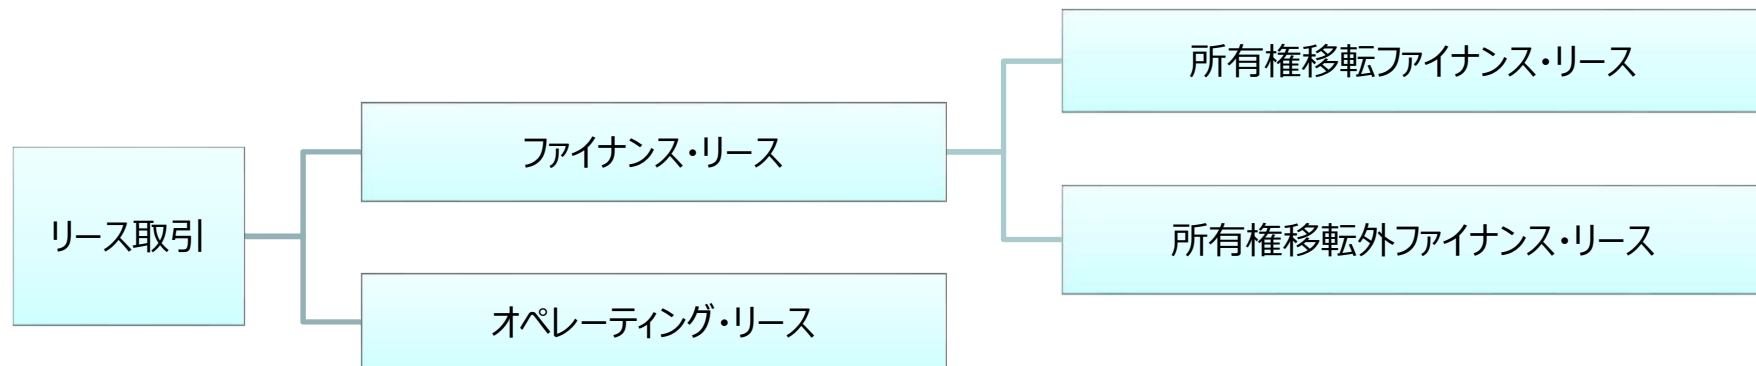 リース取引
ファイナンス・リース
オペレーティング・リース
所有権移転ファイナンス・リース
所有権移転外ファイナンス・リース